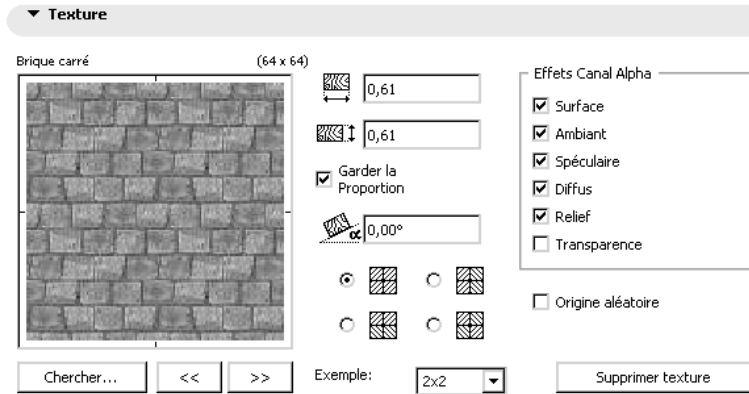 Texture
Brique carré (64 x 64)
0,61
0,61
Garder la
Proportion
α 0,00°
Effets Canal Alpha
Surface
Ambiant
Spéculaire
Diffus
Relief
Transparence
Origine aléatoire
Chercher... << >> Exemple: 2x2 Supprimer texture